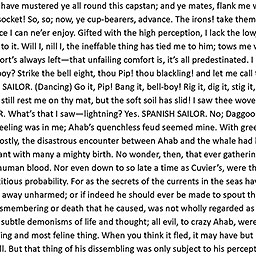 have mustered ye all round this capstan; and ye mates, flank me w
socket! So, so; now, ye cup-bearers, advance. The irons! take them
ce I can ne'er enjoy. Gifted with the high perception, I lack the low
to it. Will I, nill I, the ineffable thing has tied me to him; tows me v
ort's always left—that unfailing comfort is, it's all predestinated. I
boy? Strike the bell eight, thou Pip! thou blackling! and let me call t
SAILOR. (Dancing) Go it, Pip! Bang it, bell-boy! Rig it, dig it, stig it,
still rest me on thy mat, but the soft soil has slid! I saw thee wove
R. What's that I saw—lightning? Yes. SPANISH SAILOR. No; Daggoo
eeling was in me; Ahab's quenchless feud seemed mine. With gree
ostly, the disastrous encounter between Ahab and the whale had
ant with many a mighty birth. No wonder, then, that ever gatherin
human blood. Nor even down to so late a time as Cuvier's, were th
titious probability. For as the secrets of the currents in the seas hav
away unharmed; or if indeed he should ever be made to spout th
smembering or death that he caused, was not wholly regarded as
subtle demonisms of life and thought; all evil, to crazy Ahab, were
ing and most feline thing. When you think it fled, it may have but
ll. But that thing of his dissembling was only subject to his percept